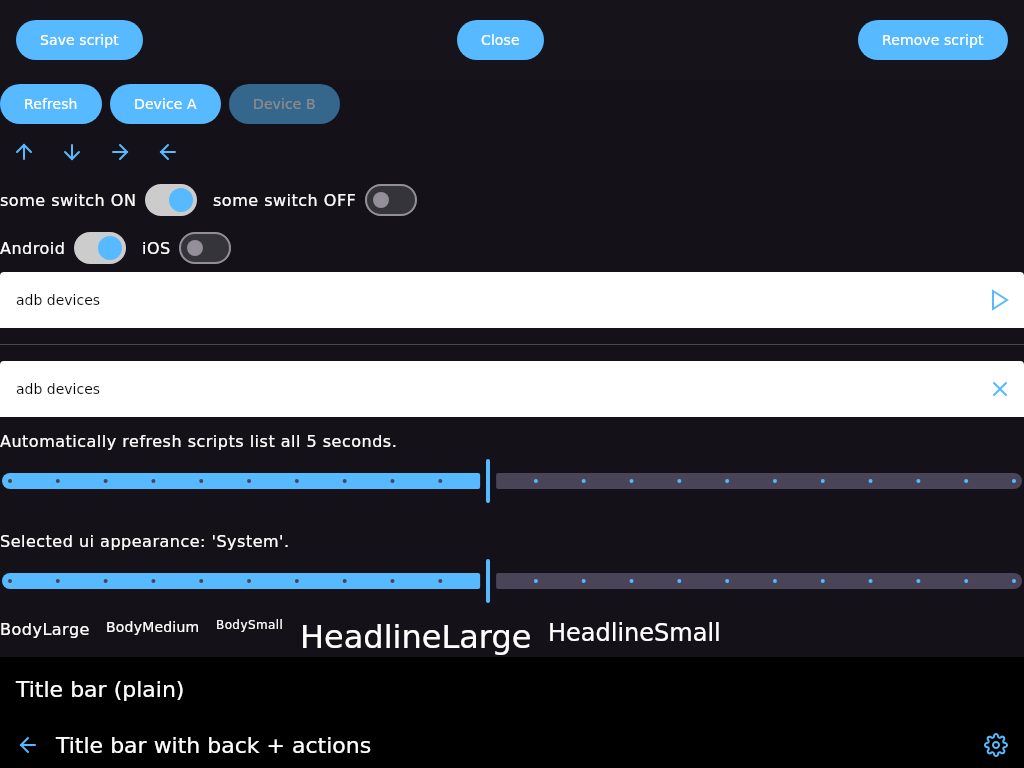 Save script Close Remove script
Refresh Device A Device B
some switch ON some switch OFF
Android iOS
adb devices
adb devices
Automatically refresh scripts list all 5 seconds.
Selected ui appearance: 'System'.
BodyLarge BodyMedium BodySmall HeadlineLarge HeadlineSmall
Title bar (plain)
Title bar with back + actions